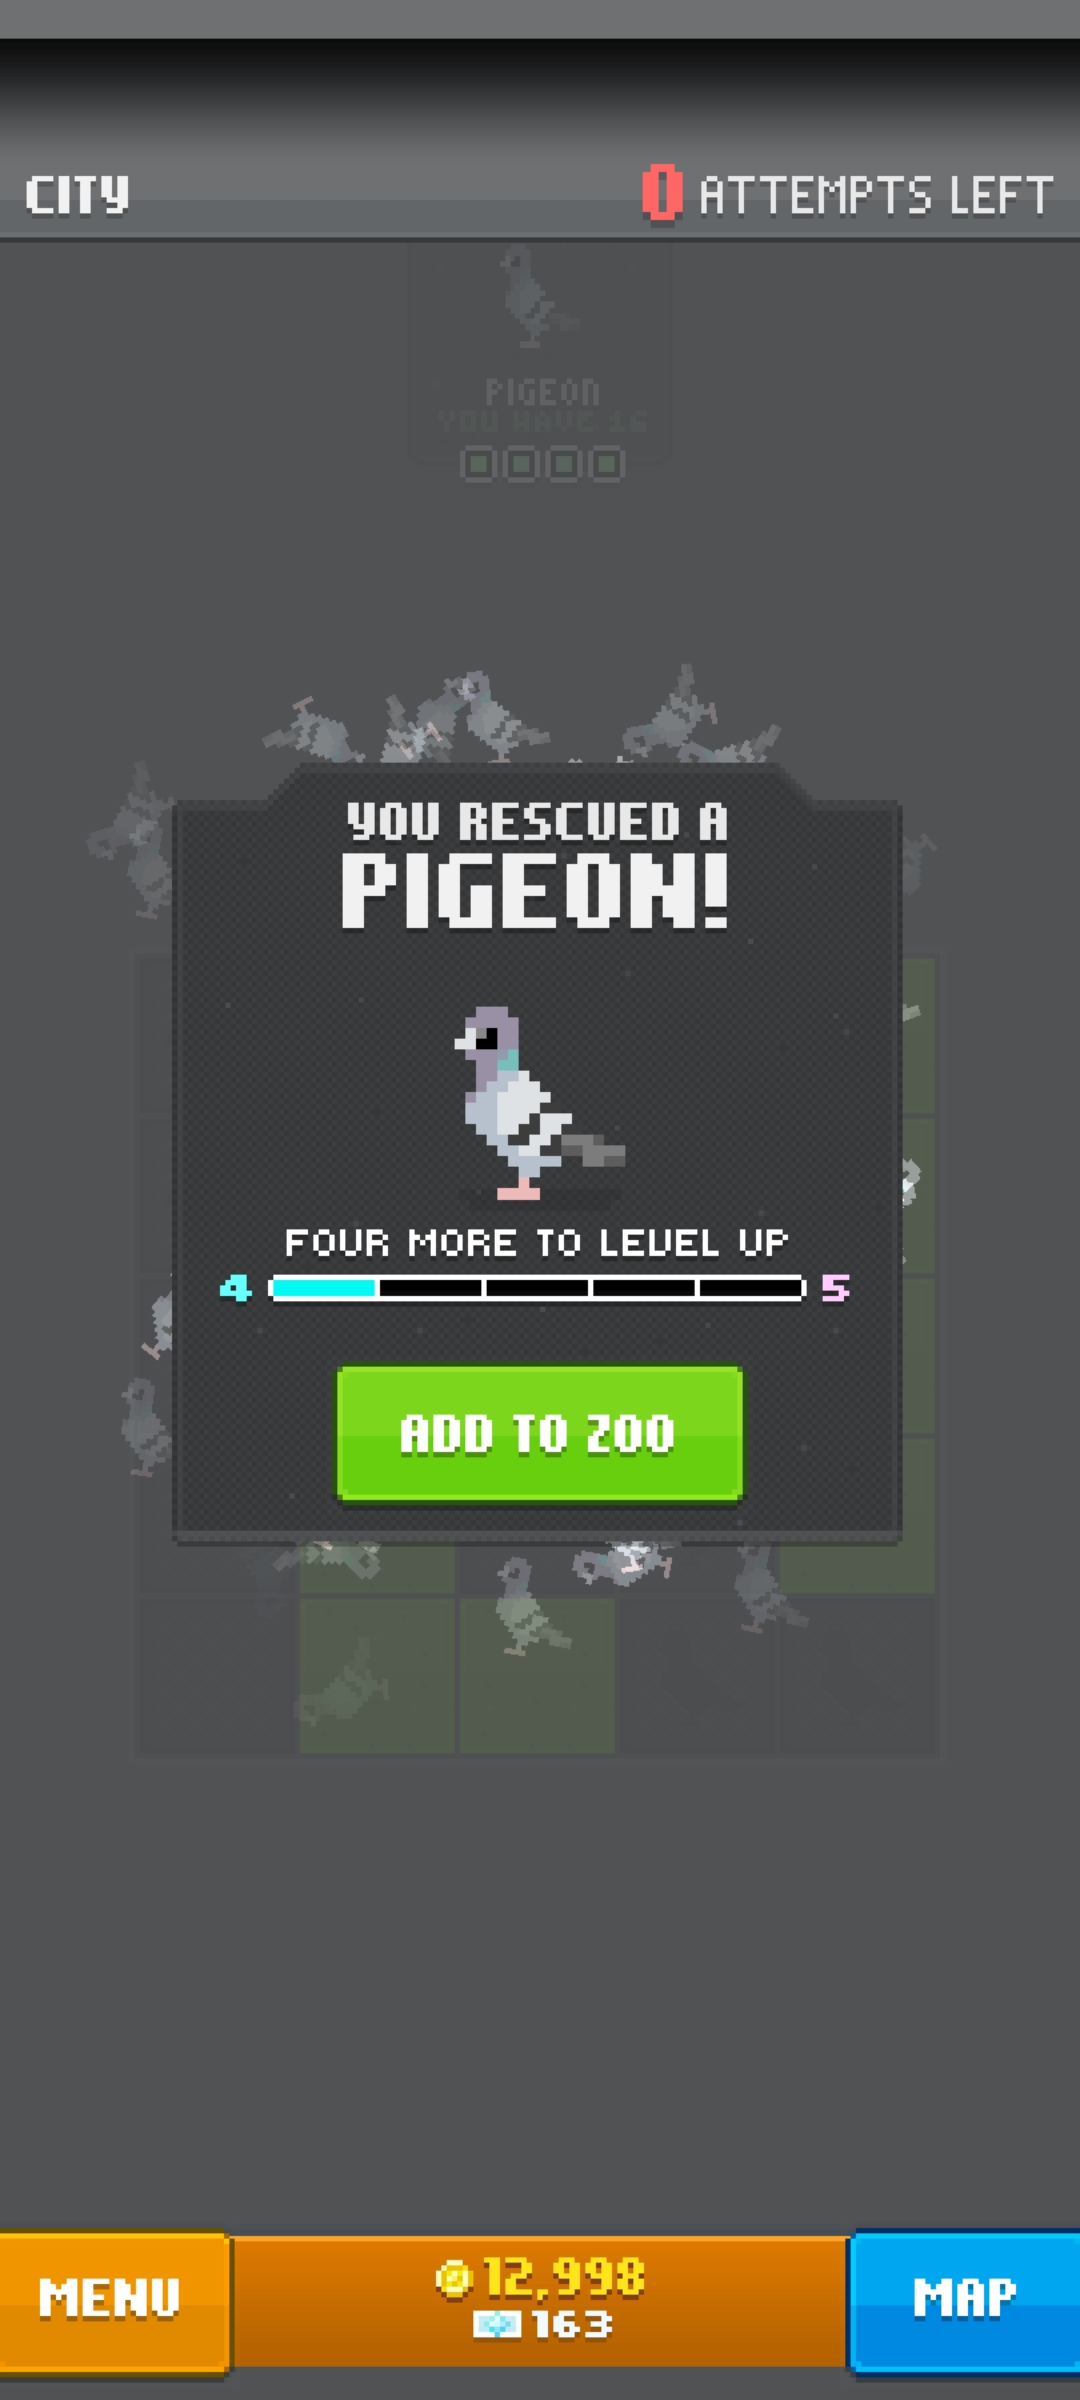 CITY
0 ATTEMPTS LEFT
PIGEON
YOU HAVE 16
YOU RESCUED A
PIGEON!
FOUR MORE TO LEVEL UP
4 5
ADD TO ZOO
MENU
12,998
163
MAP